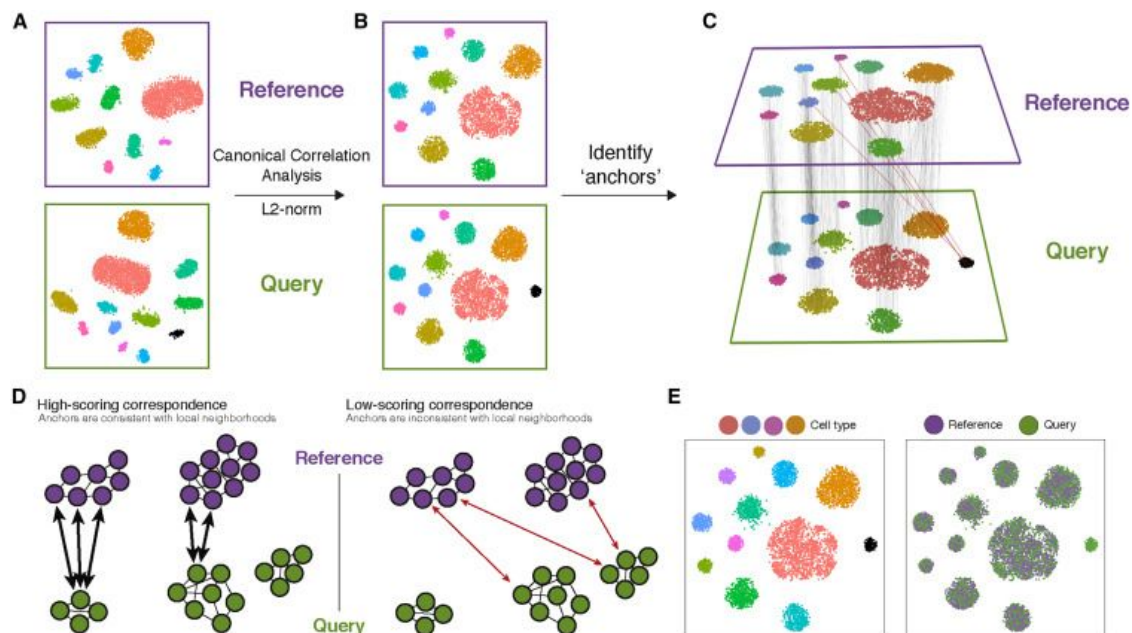 A
B
C
Reference
Canonical Correlation
Analysis
L2-norm
Query
Identify
'anchors'
Reference
Query
D
High-scoring correspondence
Anchors are consistent with local neighborhoods
Low-scoring correspondence
Anchors are inconsistent with local neighborhoods
Reference
Query
E
Cell type
Reference
Query